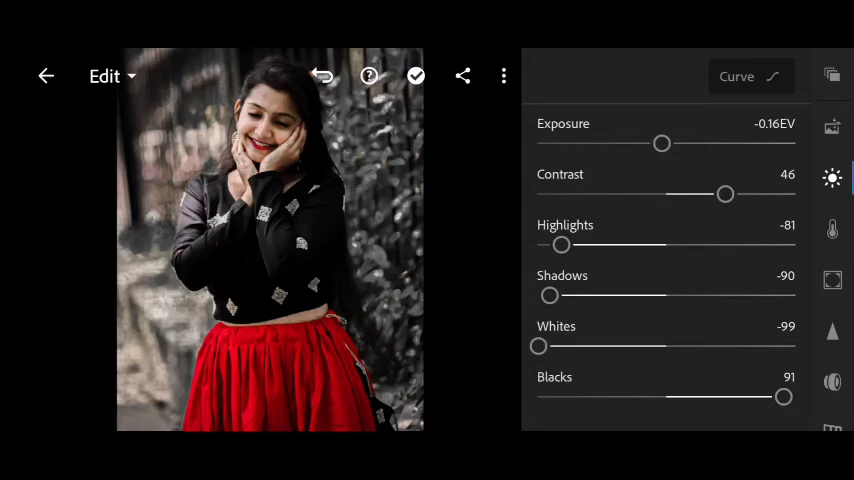 Edit
Curve
Exposure -0.16EV
Contrast 46
Highlights -81
Shadows -90
Whites -99
Blacks 91